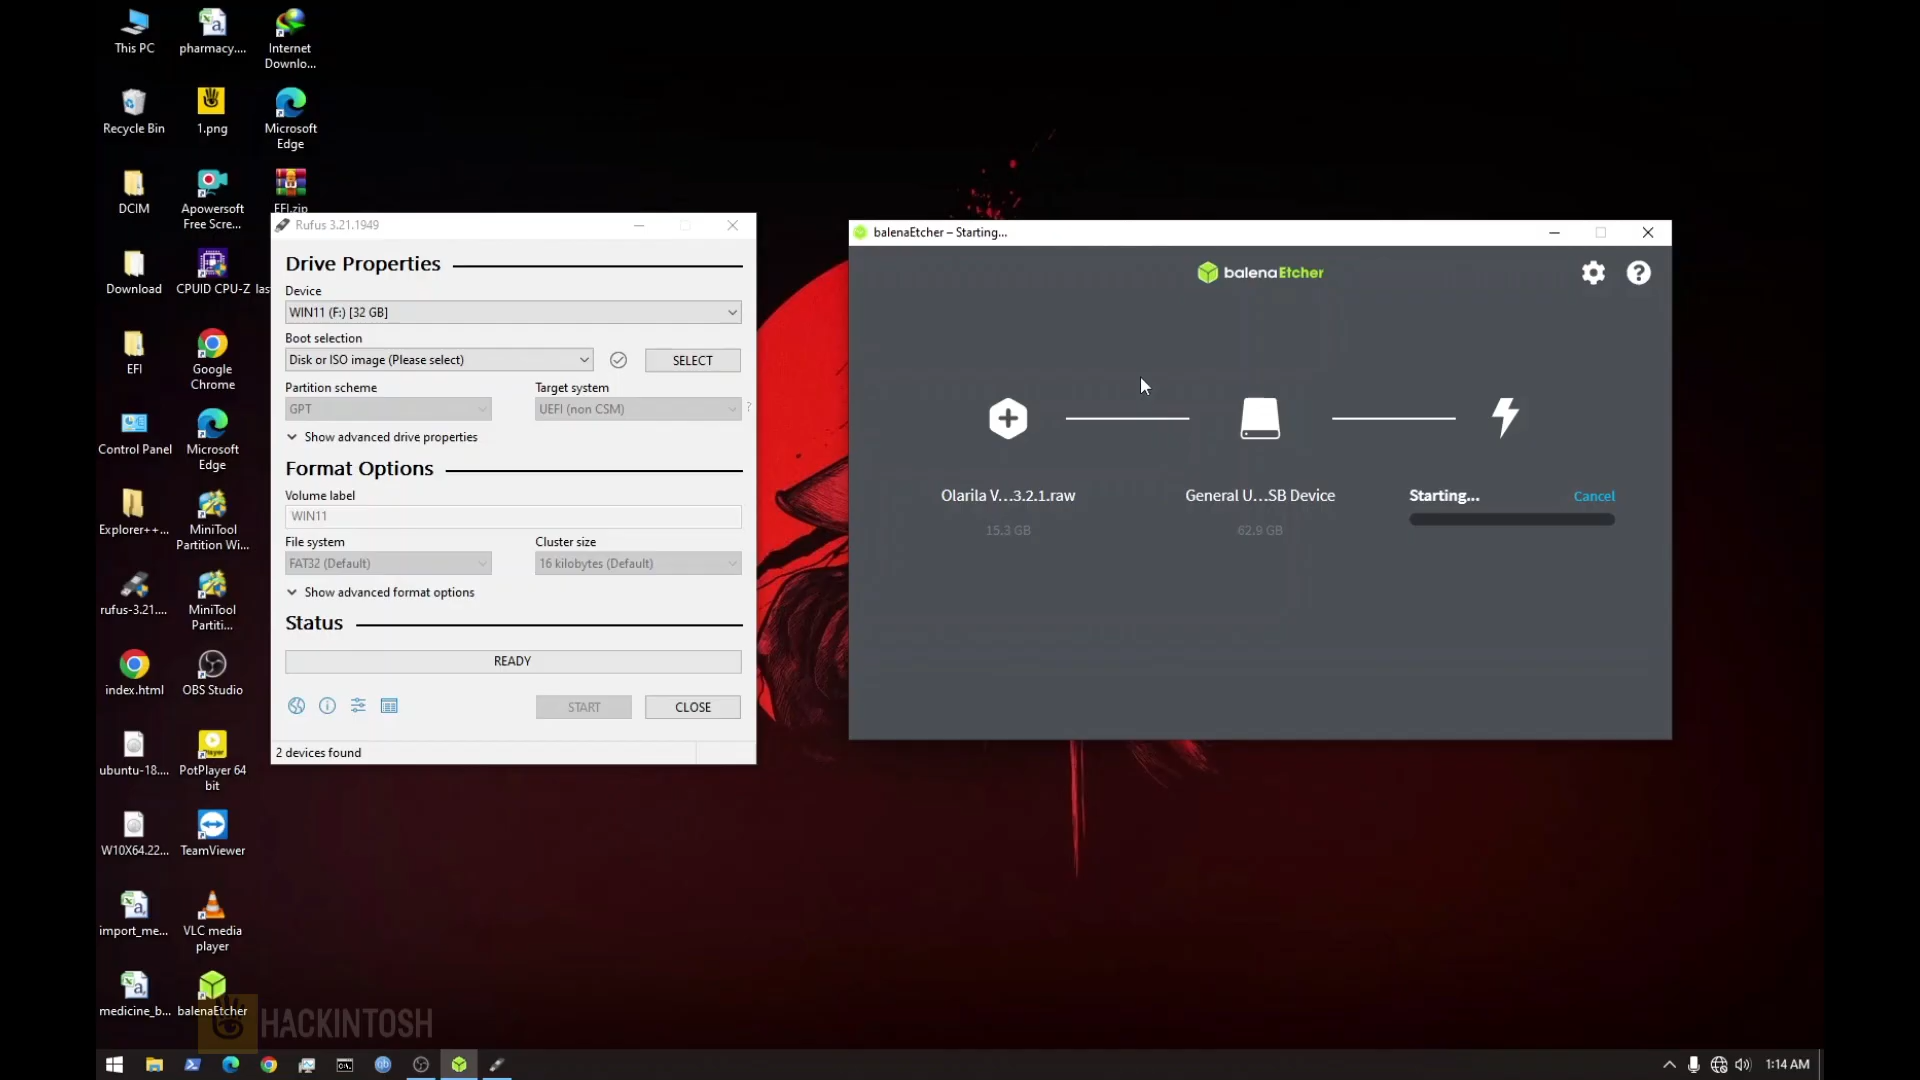 This PC
pharmacy....
Internet
Downlo...
Recycle Bin
1.png
Microsoft
Edge
DCIM
Apowersoft
Free Scre...
EFI.zip
Download
CPUID CPU-Z
las
EFI
Google
Chrome
Control Panel
Microsoft
Edge
Explorer++...
MiniTool
Partition Wi...
rufus-3.21....
MiniTool
Partiti...
index.html
OBS Studio
ubuntu-18....
PotPlayer 64
bit
W10X64.22...
TeamViewer
import_me...
VLC media
player
medicine_b...
balenaEtcher
Rufus 3.21.1949
Drive Properties
Device
WIN11 (F:) [32 GB]
Boot selection
Disk or ISO image (Please select)
SELECT
Partition scheme
Target system
GPT
UEFI (non CSM)
?
Show advanced drive properties
Format Options
Volume label
WIN11
File system
Cluster size
FAT32 (Default)
16 kilobytes (Default)
Show advanced format options
Status
READY
START
CLOSE
2 devices found
balenaEtcher – Starting...
balenaEtcher
Olarila V...3.2.1.raw
General U...SB Device
Starting...
Cancel
15.3 GB
62.9 GB
HACKINTOSH
1:14 AM